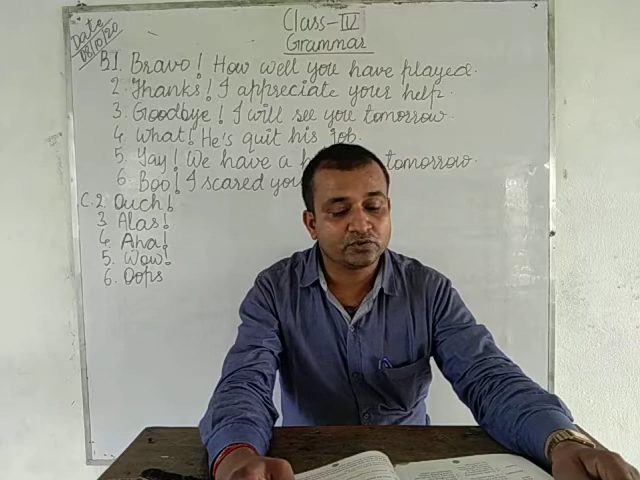 Date
08/10/20
Class-IV
Grammar
B.1. Bravo! How well you have played.
2. Thanks! I appreciate your help.
3. Goodbye! I will see you tomorrow.
4. What! He's quit his job.
5. Yay! We have a tomorrow.
6. Boo! I scared you
C.2. Ouch!
3 Alas!
4. Aha!
5. Wow!
6. Oops